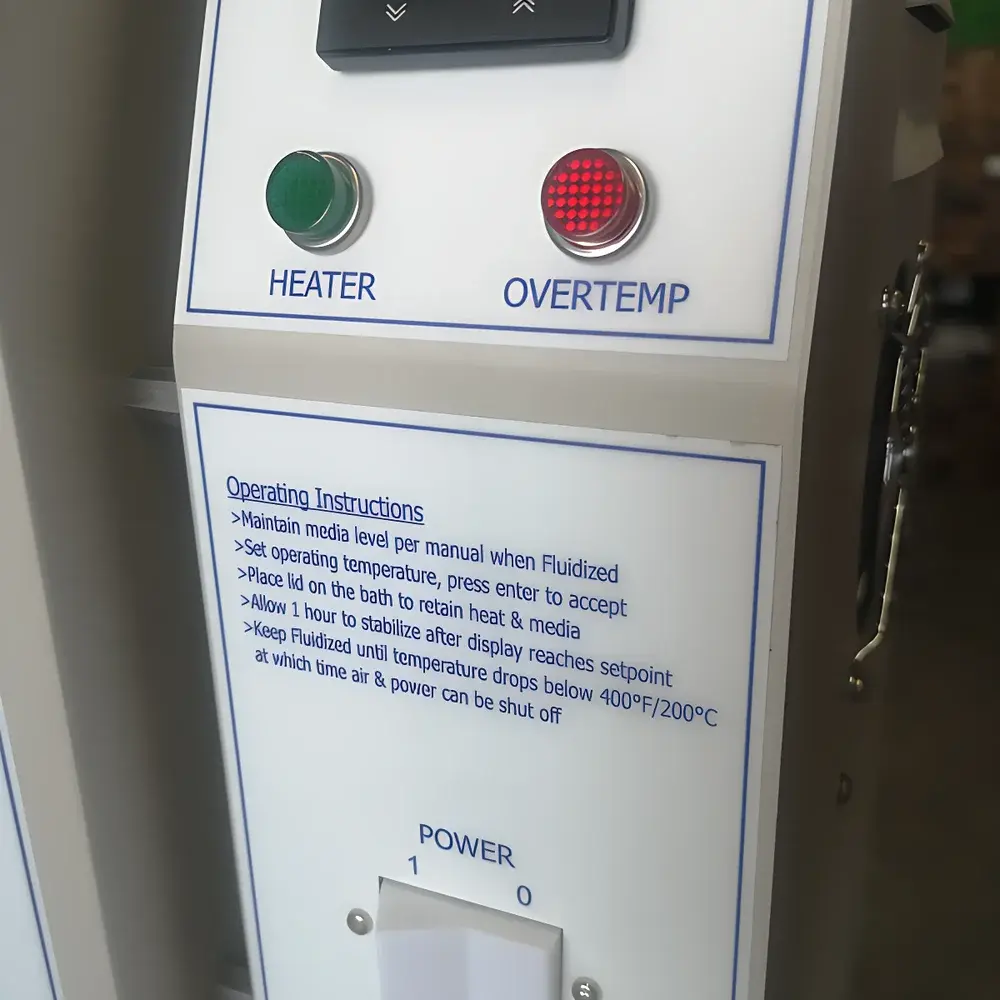 HEATER
OVERTEMP
Operating Instructions
>Maintain media level per manual when Fluidized
>Set operating temperature, press enter to accept
>Place lid on the bath to retain heat & media
>Allow 1 hour to stabilize after display reaches setpoint
>Keep Fluidized until temperature drops below 400°F/200°C
at which time air & power can be shut off
POWER
1
0